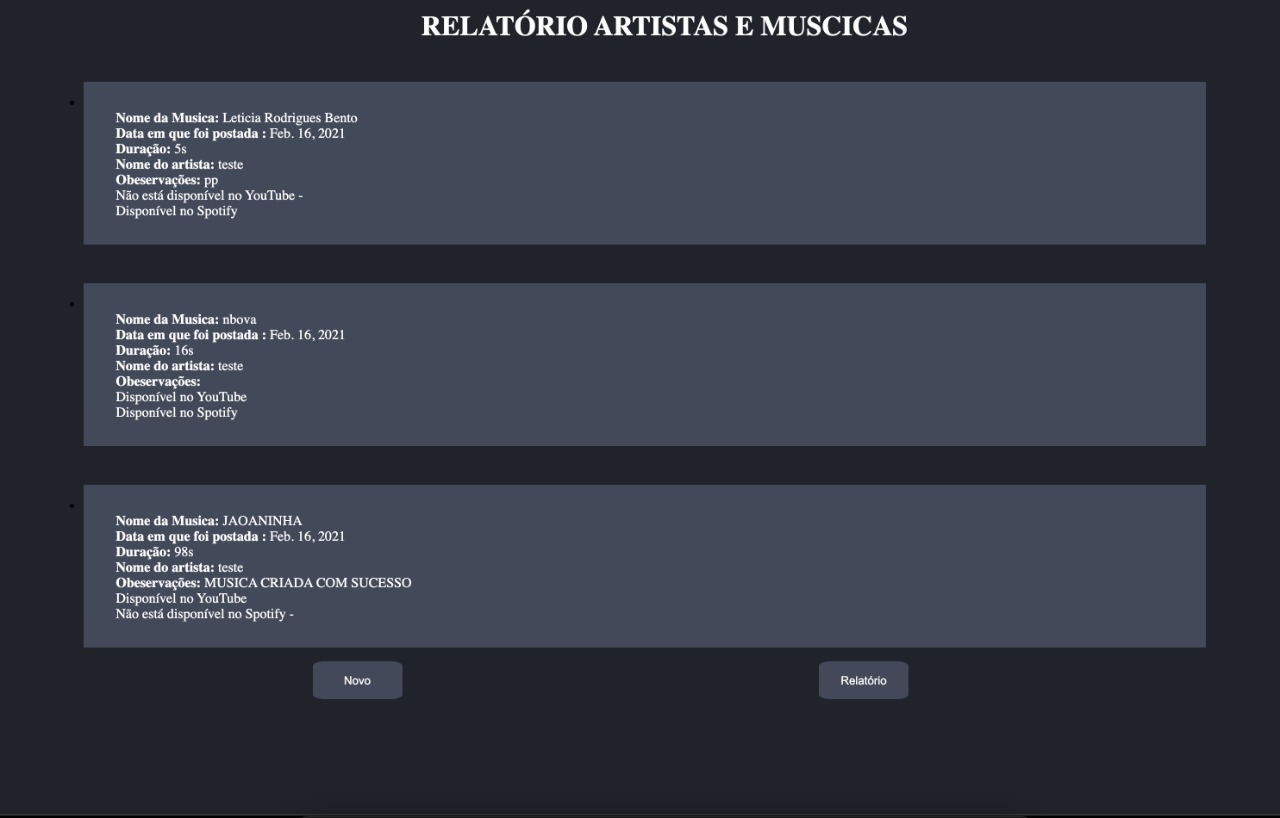 RELATÓRIO ARTISTAS E MUSCICAS
Nome da Musica: Leticia Rodrigues Bento
Data em que foi postada : Feb. 16, 2021
Duração: 5s
Nome do artista: teste
Obeservações: pp
Não está disponível no YouTube -
Disponível no Spotify
Nome da Musica: nbova
Data em que foi postada : Feb. 16, 2021
Duração: 16s
Nome do artista: teste
Obeservações:
Disponível no YouTube
Disponível no Spotify
Nome da Musica: JAOANINHA
Data em que foi postada : Feb. 16, 2021
Duração: 98s
Nome do artista: teste
Obeservações: MUSICA CRIADA COM SUCESSO
Disponível no YouTube
Não está disponível no Spotify -
Novo Relatório